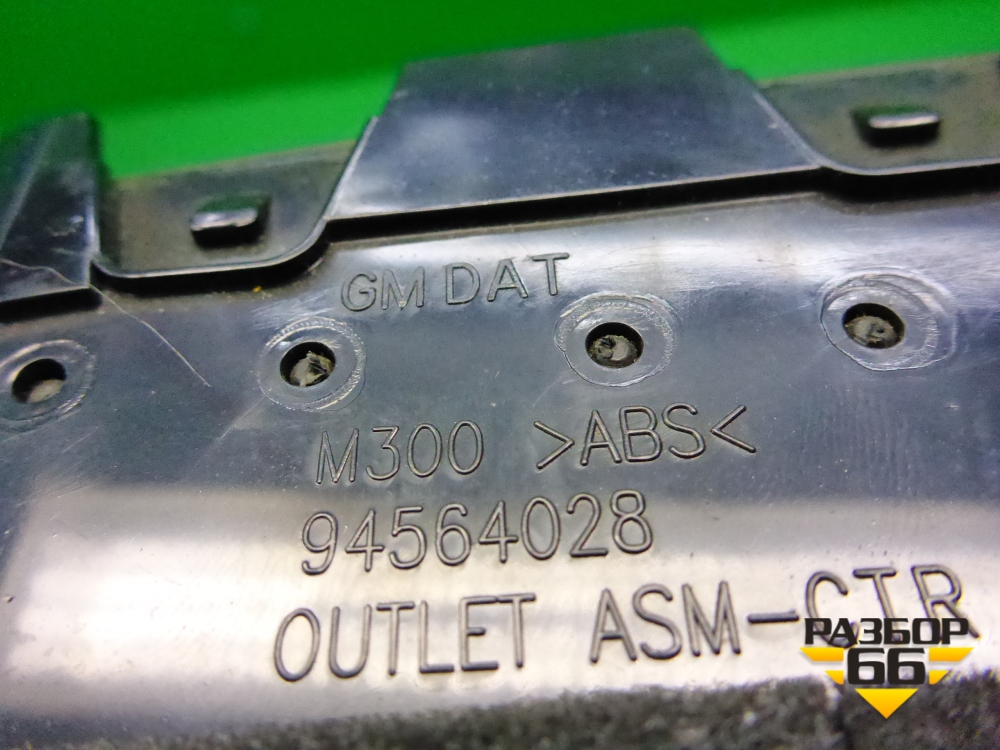 GM DAT
M300 >ABS<
94564028
OUTLET ASM-CTR
РАЗБОР
66